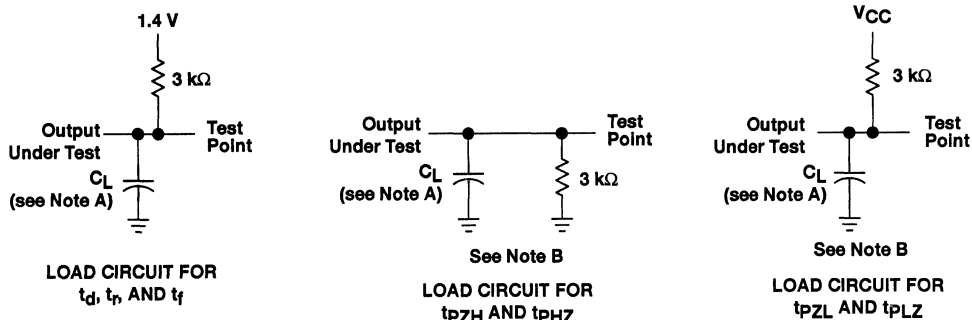 1.4 V
3 kΩ
Output
Under Test
Test
Point
CL
(see Note A)
LOAD CIRCUIT FOR
td, tr, AND tf
Output
Under Test
Test
Point
CL
(see Note A)
3 kΩ
See Note B
LOAD CIRCUIT FOR
tPZH AND tPHZ
VCC
3 kΩ
Output
Under Test
Test
Point
CL
(see Note A)
See Note B
LOAD CIRCUIT FOR
tPZL AND tPLZ